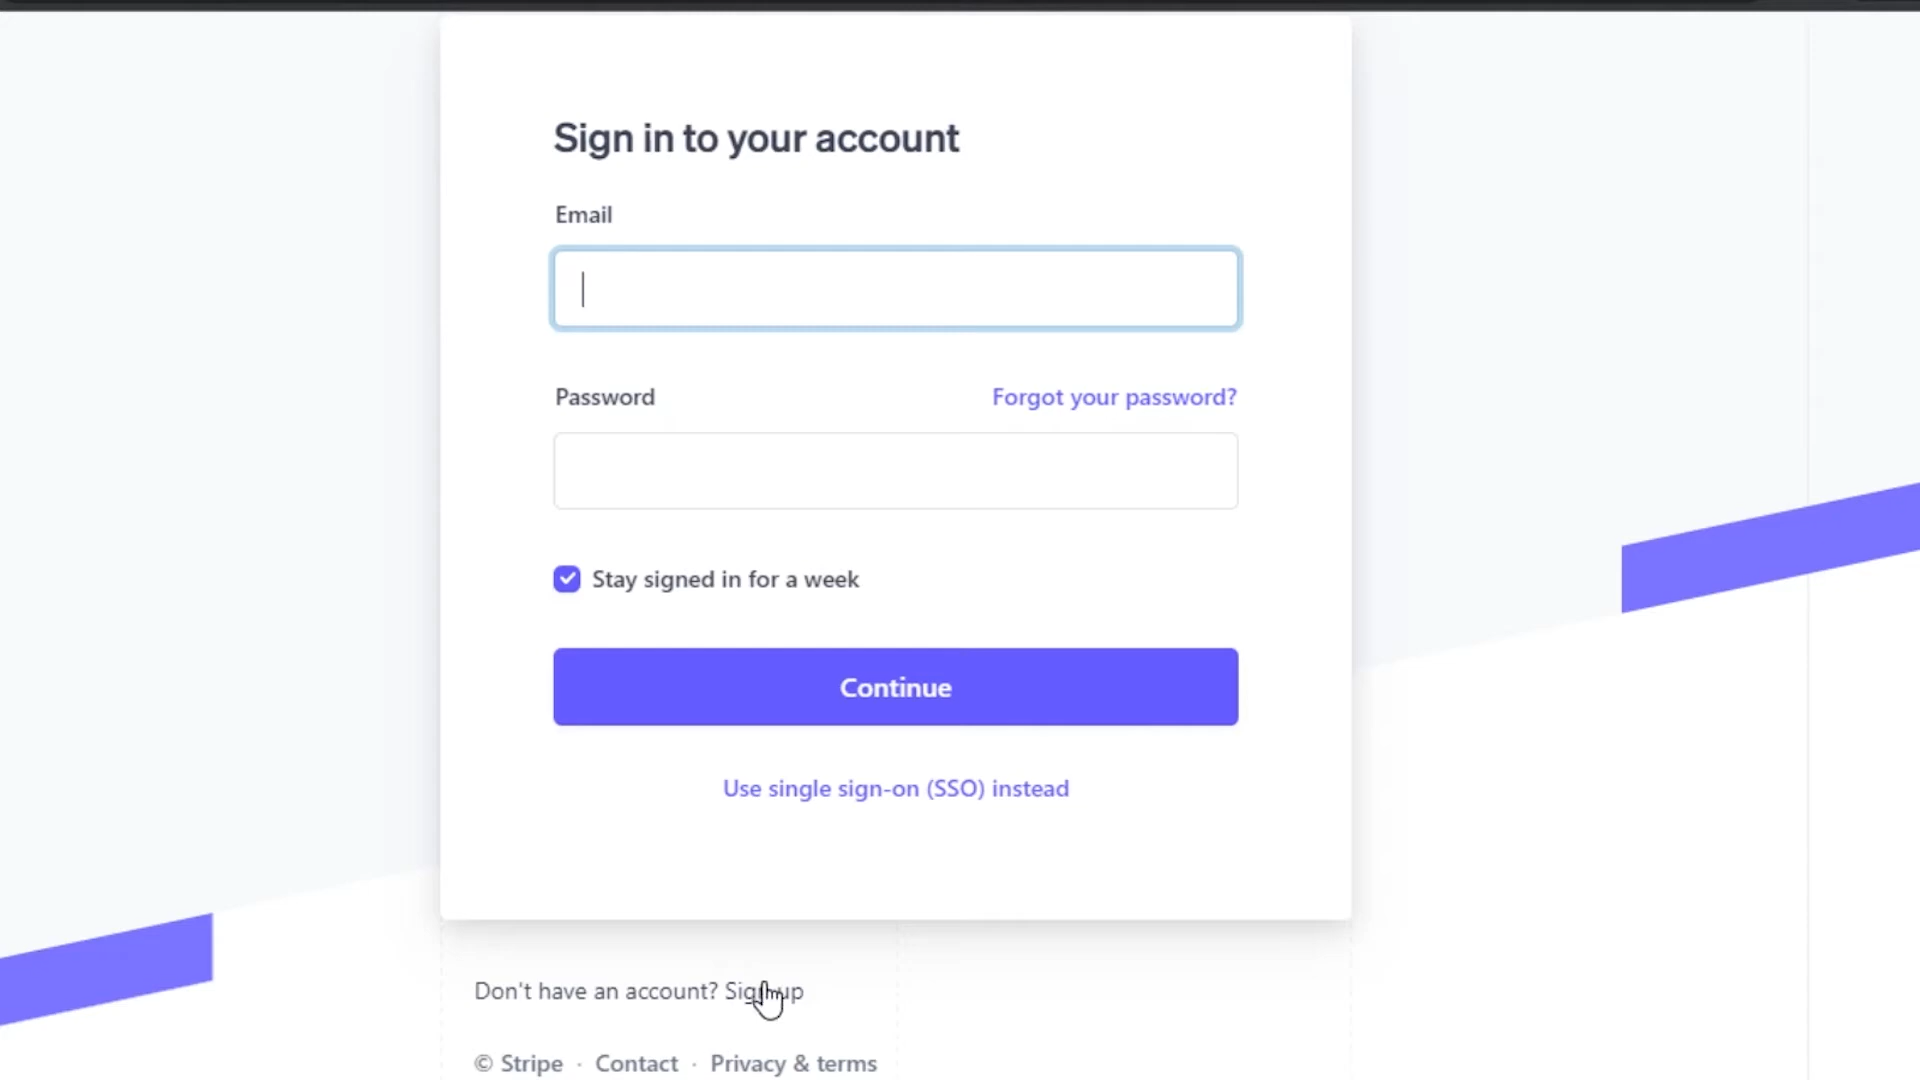 Sign in to your account
Email
Password
Forgot your password?
Stay signed in for a week
Continue
Use single sign-on (SSO) instead
Don't have an account? Sign up
© Stripe · Contact · Privacy & terms